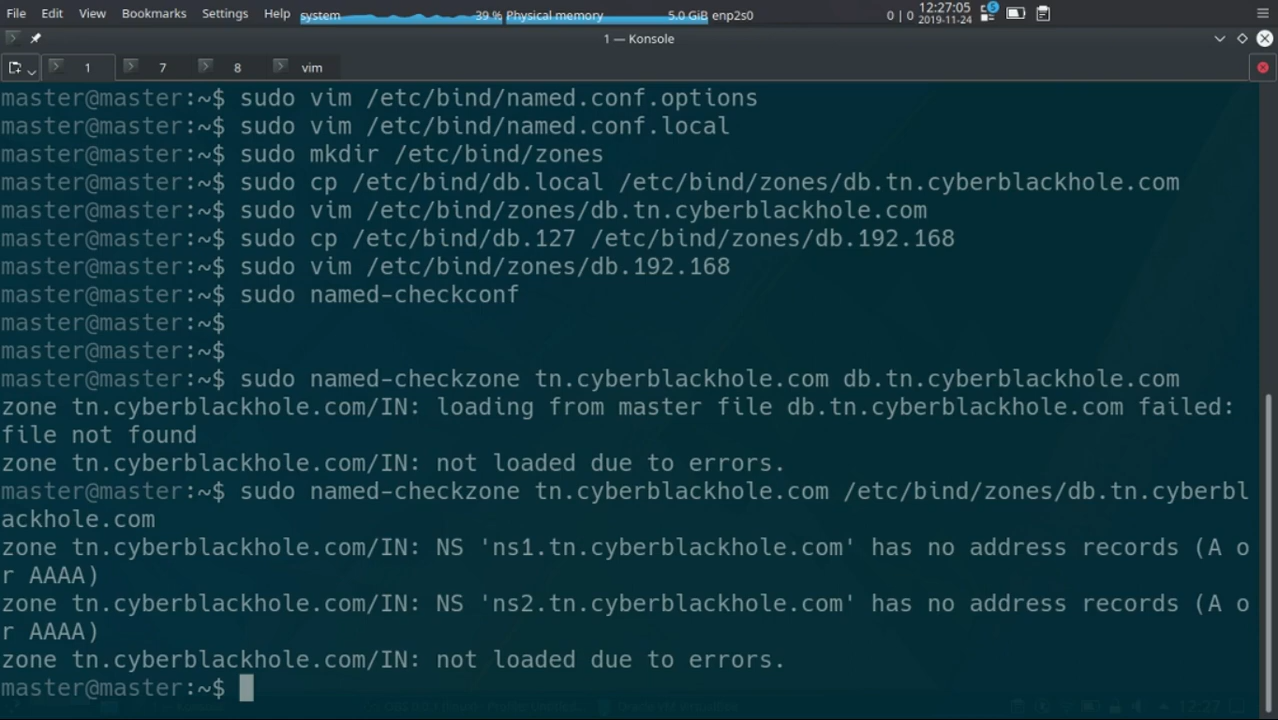 File Edit View Bookmarks Settings Help system 39 % Physical memory 5.0 GiB enp2s0 0 | 0 12:27:05
2019-11-24 5
1 — Konsole
1 7 8 vim
master@master:~$ sudo vim /etc/bind/named.conf.options
master@master:~$ sudo vim /etc/bind/named.conf.local
master@master:~$ sudo mkdir /etc/bind/zones
master@master:~$ sudo cp /etc/bind/db.local /etc/bind/zones/db.tn.cyberblackhole.com
master@master:~$ sudo vim /etc/bind/zones/db.tn.cyberblackhole.com
master@master:~$ sudo cp /etc/bind/db.127 /etc/bind/zones/db.192.168
master@master:~$ sudo vim /etc/bind/zones/db.192.168
master@master:~$ sudo named-checkconf
master@master:~$
master@master:~$
master@master:~$ sudo named-checkzone tn.cyberblackhole.com db.tn.cyberblackhole.com
zone tn.cyberblackhole.com/IN: loading from master file db.tn.cyberblackhole.com failed:
file not found
zone tn.cyberblackhole.com/IN: not loaded due to errors.
master@master:~$ sudo named-checkzone tn.cyberblackhole.com /etc/bind/zones/db.tn.cyberbl
ackhole.com
zone tn.cyberblackhole.com/IN: NS 'ns1.tn.cyberblackhole.com' has no address records (A o
r AAAA)
zone tn.cyberblackhole.com/IN: NS 'ns2.tn.cyberblackhole.com' has no address records (A o
r AAAA)
zone tn.cyberblackhole.com/IN: not loaded due to errors.
master@master:~$
12:27